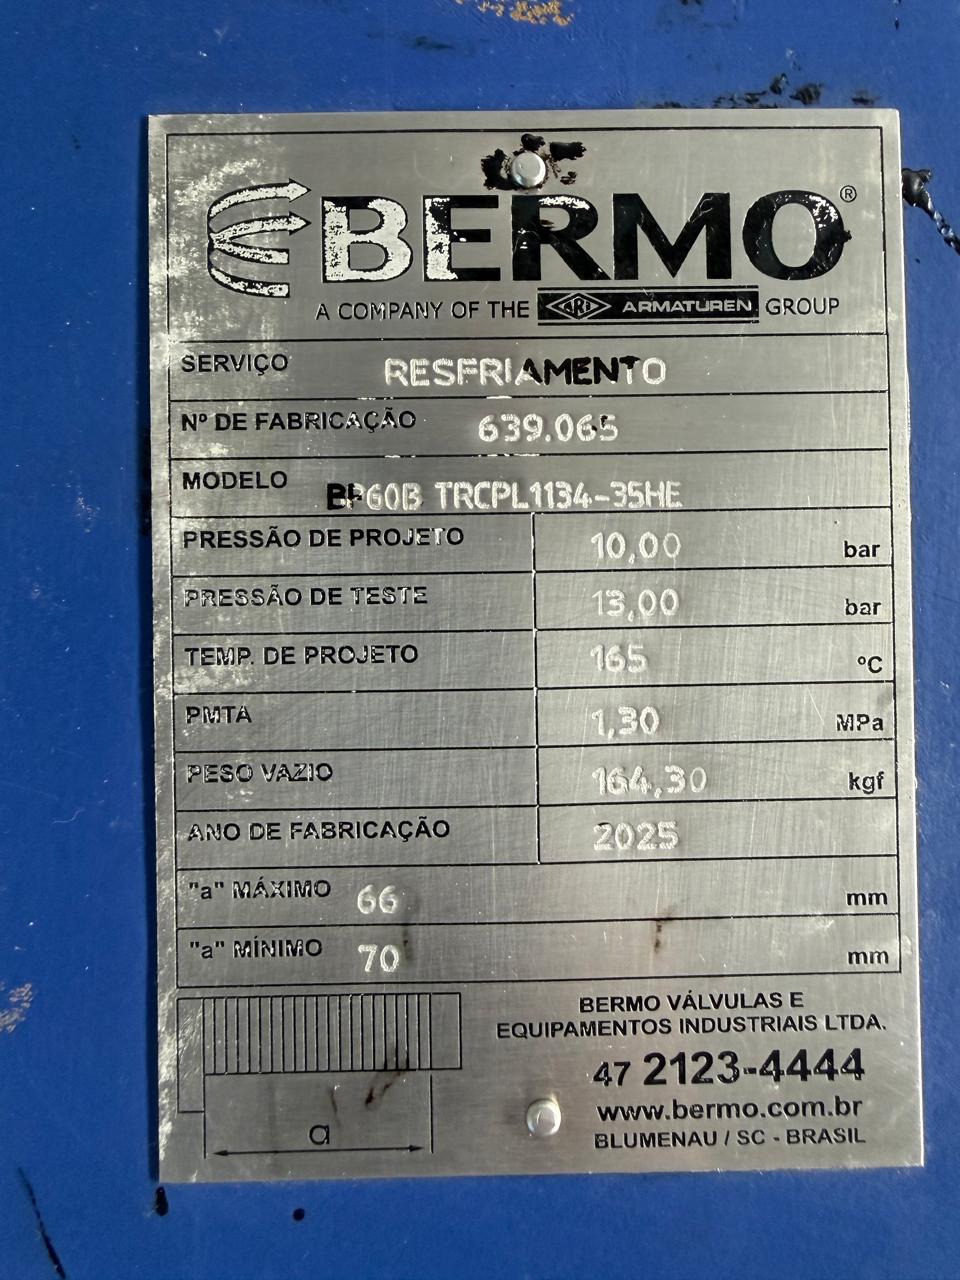 BERMO®
A COMPANY OF THE ARI ARMATUREN GROUP
SERVIÇO RESFRIAMENTO
Nº DE FABRICAÇÃO 639.065
MODELO BP60B TRCPL1134-35HE
PRESSÃO DE PROJETO 10,00 bar
PRESSÃO DE TESTE 13,00 bar
TEMP. DE PROJETO 165 ºC
PMTA 1,30 MPa
PESO VAZIO 164,30 kgf
ANO DE FABRICAÇÃO 2025
"a" MÁXIMO 66 mm
"a" MÍNIMO 70 mm
a
BERMO VÁLVULAS E
EQUIPAMENTOS INDUSTRIAIS LTDA.
47 2123-4444
www.bermo.com.br
BLUMENAU / SC - BRASIL